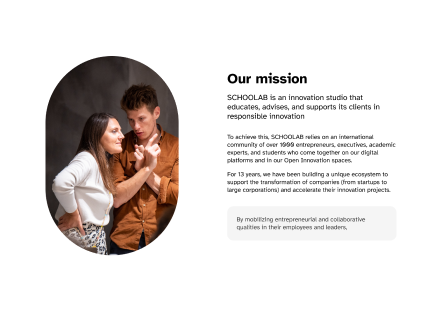 Our mission
SCHOOLAB is an innovation studio that
educates, advises, and supports its clients in
responsible innovation
To achieve this, SCHOOLAB relies on an international
community of over 1000 entrepreneurs, executives, academic
experts, and students who come together on our digital
platforms and in our Open Innovation spaces.
For 13 years, we have been building a unique ecosystem to
support the transformation of companies (from startups to
large corporations) and accelerate their innovation projects.
By mobilizing entrepreneurial and collaborative
qualities in their employees and leaders,